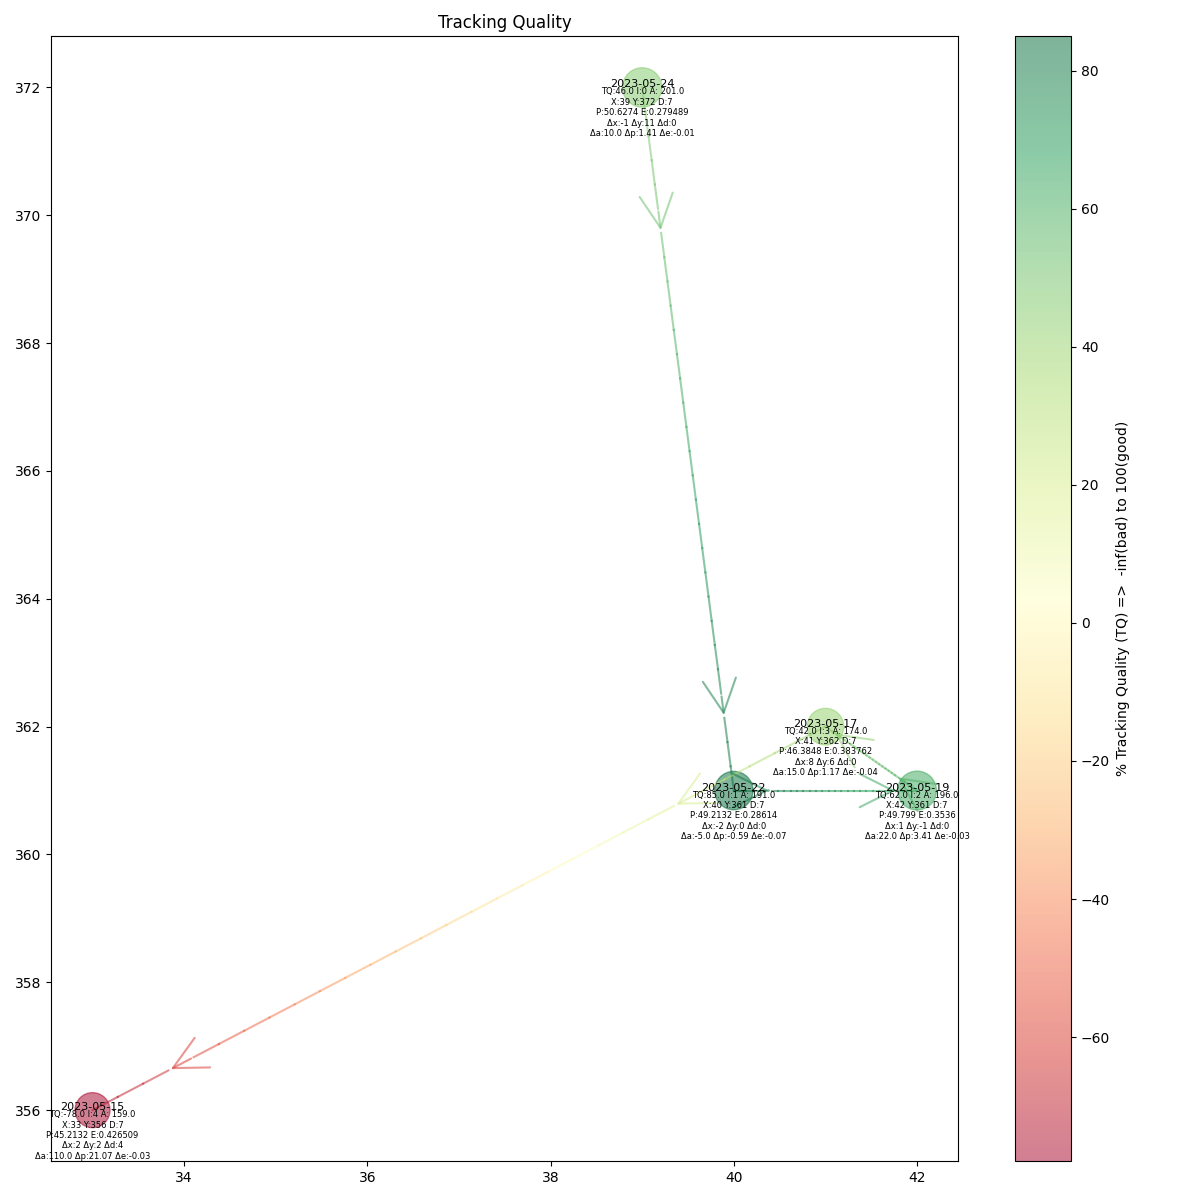 Tracking Quality
372
370
368
366
364
362
360
358
356
34
36
38
40
42
2023-05-24
TQ:46.0 I:0 A: 201.0
X:39 Y:372 D:7
P:50.6274 E:0.279489
Δx:-1 Δy:11 Δd:0
Δa:10.0 Δp:1.41 Δe:-0.01
2023-05-17
TQ:42.0 I:3 A: 174.0
X:41 Y:362 D:7
P:46.3848 E:0.383762
Δx:8 Δy:6 Δd:0
Δa:15.0 Δp:1.17 Δe:-0.04
2023-05-22
TQ:85.0 I:1 A: 191.0
X:40 Y:361 D:7
P:49.2132 E:0.28614
Δx:-2 Δy:0 Δd:0
Δa:-5.0 Δp:-0.59 Δe:-0.07
2023-05-19
TQ:62.0 I:2 A: 196.0
X:42 Y:361 D:7
P:49.799 E:0.3536
Δx:1 Δy:-1 Δd:0
Δa:22.0 Δp:3.41 Δe:-0.03
2023-05-15
TQ:-78.0 I:4 A: 159.0
X:33 Y:356 D:7
P:45.2132 E:0.426509
Δx:2 Δy:2 Δd:4
Δa:110.0 Δp:21.07 Δe:-0.03
80
60
40
20
0
−20
−40
−60
% Tracking Quality (TQ) => -inf(bad) to 100(good)